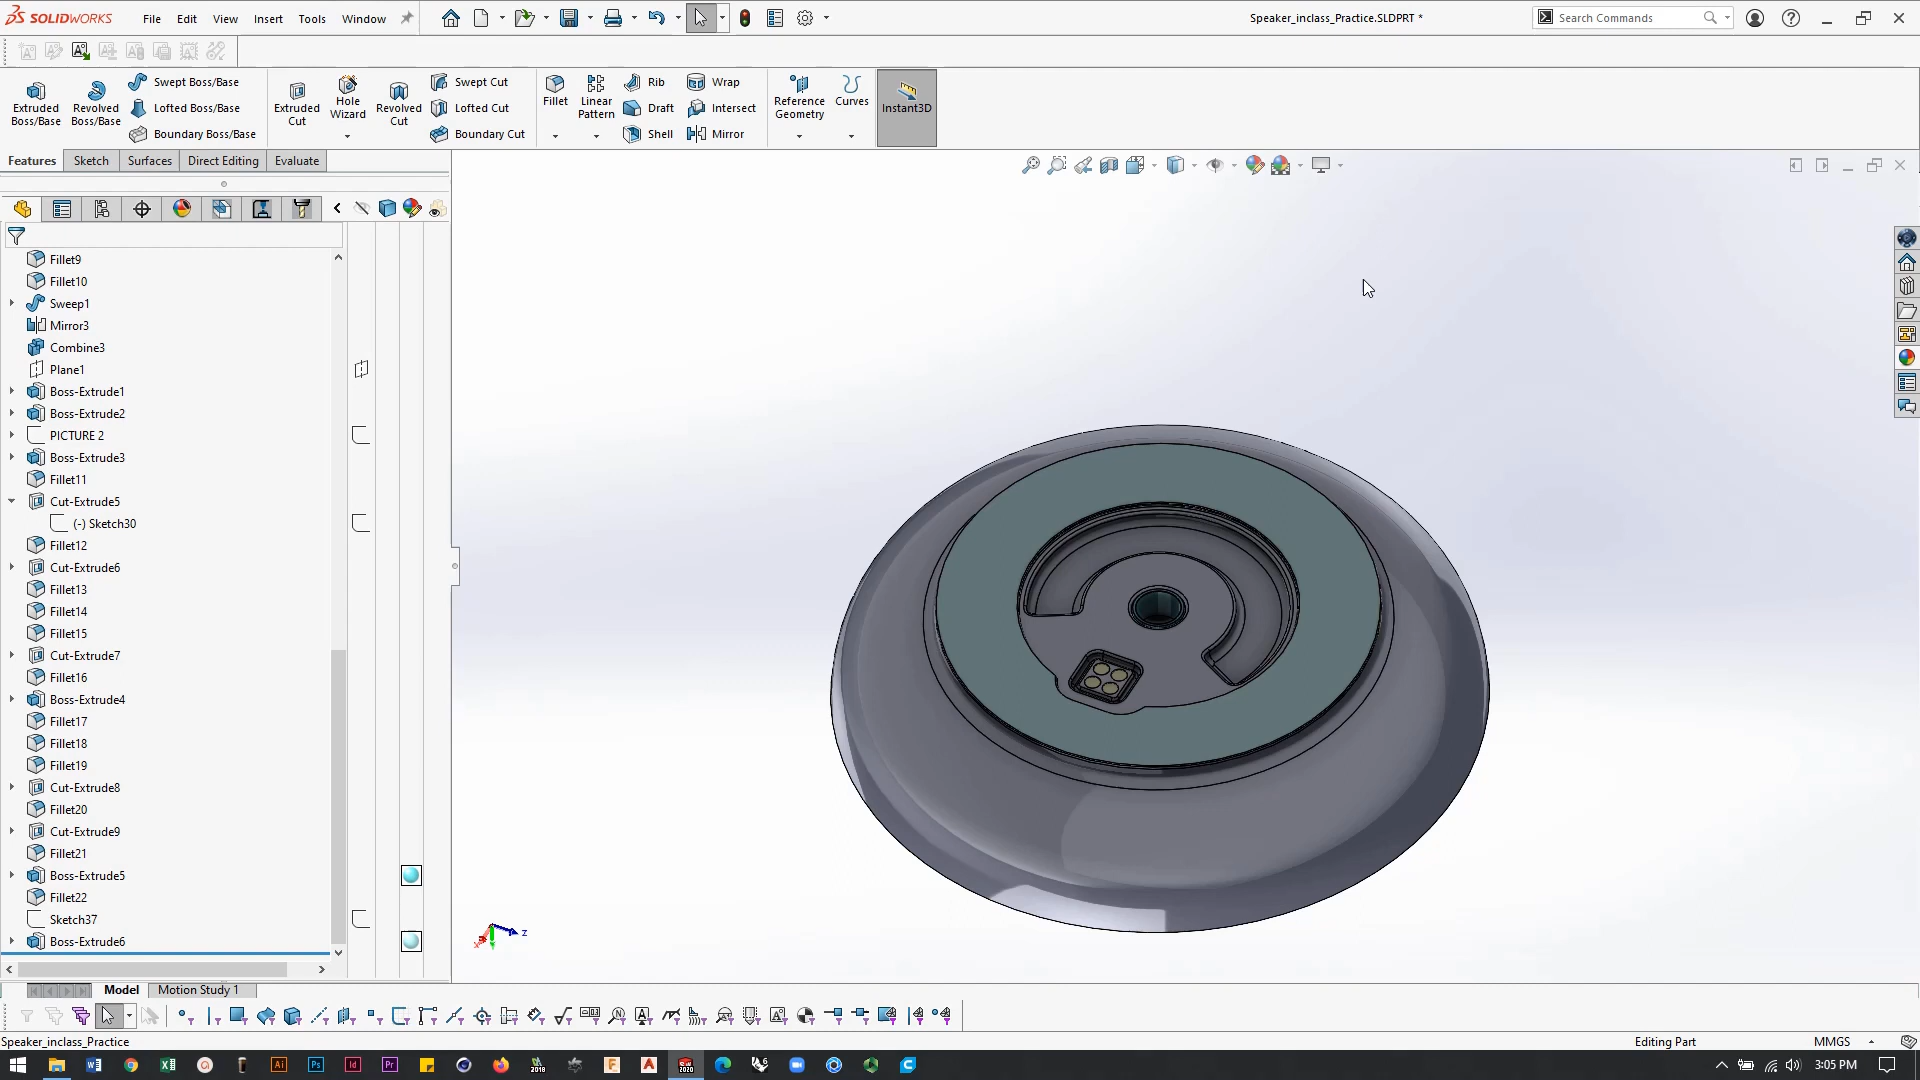 SOLIDWORKS File Edit View Insert Tools Window Speaker_inclass_Practice.SLDPRT * Search Commands
Extruded Boss/Base
Revolved Boss/Base
Swept Boss/Base
Lofted Boss/Base
Boundary Boss/Base
Extruded Cut
Hole Wizard
Revolved Cut
Swept Cut
Lofted Cut
Boundary Cut
Fillet
Linear Pattern
Rib
Draft
Shell
Wrap
Intersect
Mirror
Reference Geometry
Curves
Instant3D
Features Sketch Surfaces Direct Editing Evaluate
Fillet9
Fillet10
Sweep1
Mirror3
Combine3
Plane1
Boss-Extrude1
Boss-Extrude2
PICTURE 2
Boss-Extrude3
Fillet11
Cut-Extrude5
(-) Sketch30
Fillet12
Cut-Extrude6
Fillet13
Fillet14
Fillet15
Cut-Extrude7
Fillet16
Boss-Extrude4
Fillet17
Fillet18
Fillet19
Cut-Extrude8
Fillet20
Cut-Extrude9
Fillet21
Boss-Extrude5
Fillet22
Sketch37
Boss-Extrude6
x z
Model Motion Study 1
Speaker_inclass_Practice Editing Part MMGS
3:05 PM